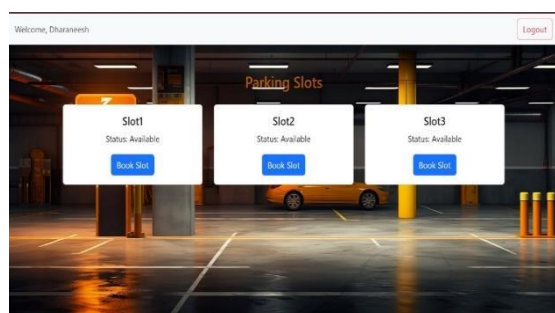 Welcome, Dharaneesh
Logout
Parking Slots
Slot1
Status: Available
Book Slot
Slot2
Status: Available
Book Slot
Slot3
Status: Available
Book Slot